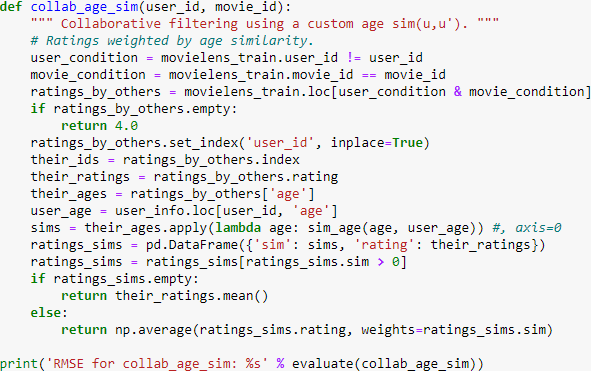 def collab_age_sim(user_id, movie_id):
    """ Collaborative filtering using a custom age sim(u,u'). """
    # Ratings weighted by age similarity.
    user_condition = movielens_train.user_id != user_id
    movie_condition = movielens_train.movie_id == movie_id
    ratings_by_others = movielens_train.loc[user_condition & movie_condition]
    if ratings_by_others.empty:
        return 4.0
    ratings_by_others.set_index('user_id', inplace=True)
    their_ids = ratings_by_others.index
    their_ratings = ratings_by_others.rating
    their_ages = ratings_by_others['age']
    user_age = user_info.loc[user_id, 'age']
    sims = their_ages.apply(lambda age: sim_age(age, user_age)) #, axis=0
    ratings_sims = pd.DataFrame({'sim': sims, 'rating': their_ratings})
    ratings_sims = ratings_sims[ratings_sims.sim > 0]
    if ratings_sims.empty:
        return their_ratings.mean()
    else:
        return np.average(ratings_sims.rating, weights=ratings_sims.sim)

print('RMSE for collab_age_sim: %s' % evaluate(collab_age_sim))